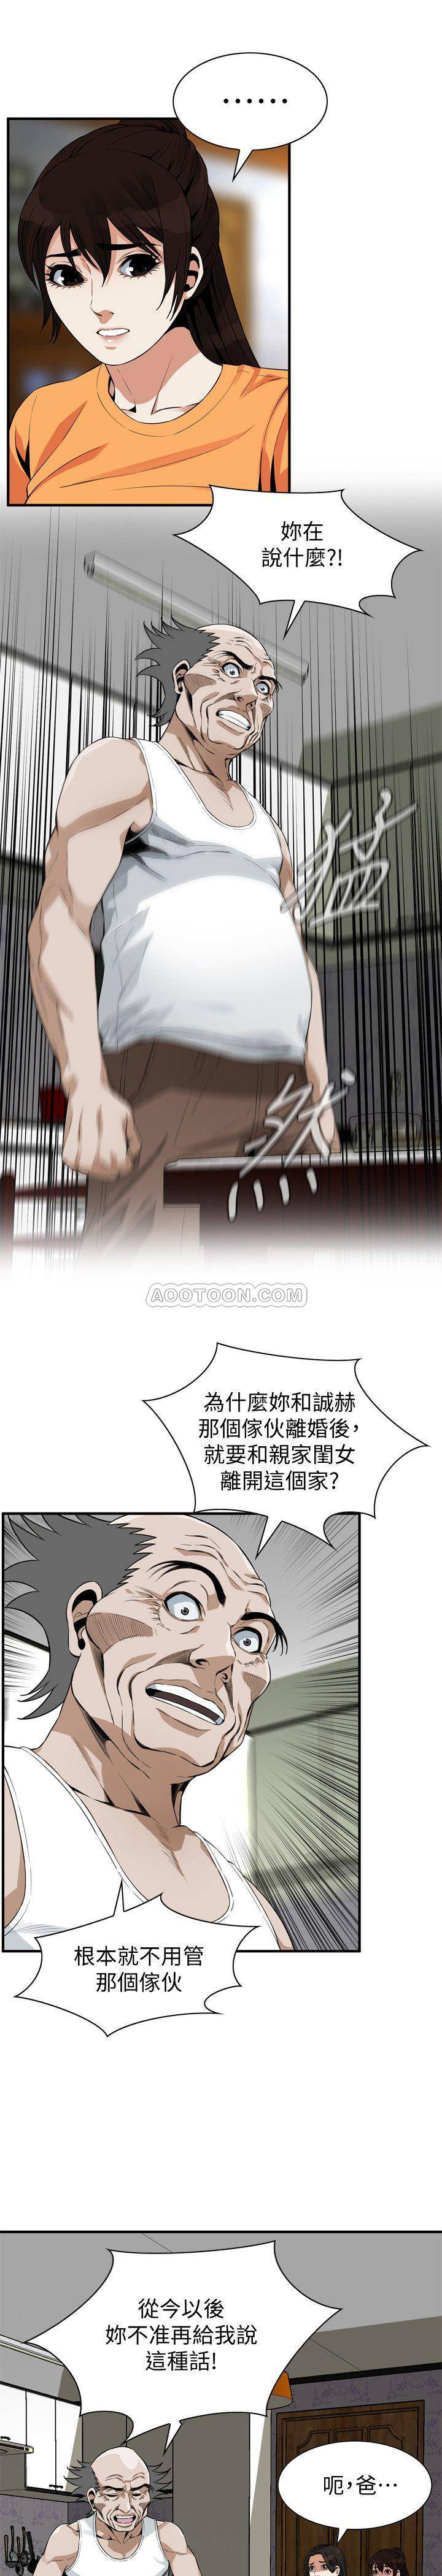 ⋯⋯
妳在
說什麼?!
猛
然
AOOTOON.COM
為什麼妳和誠赫
那個傢伙離婚後，
就要和親家閨女
離開這個家?
根本就不用管
那個傢伙
從今以後
妳不准再給我說
這種話!
呃，爸⋯